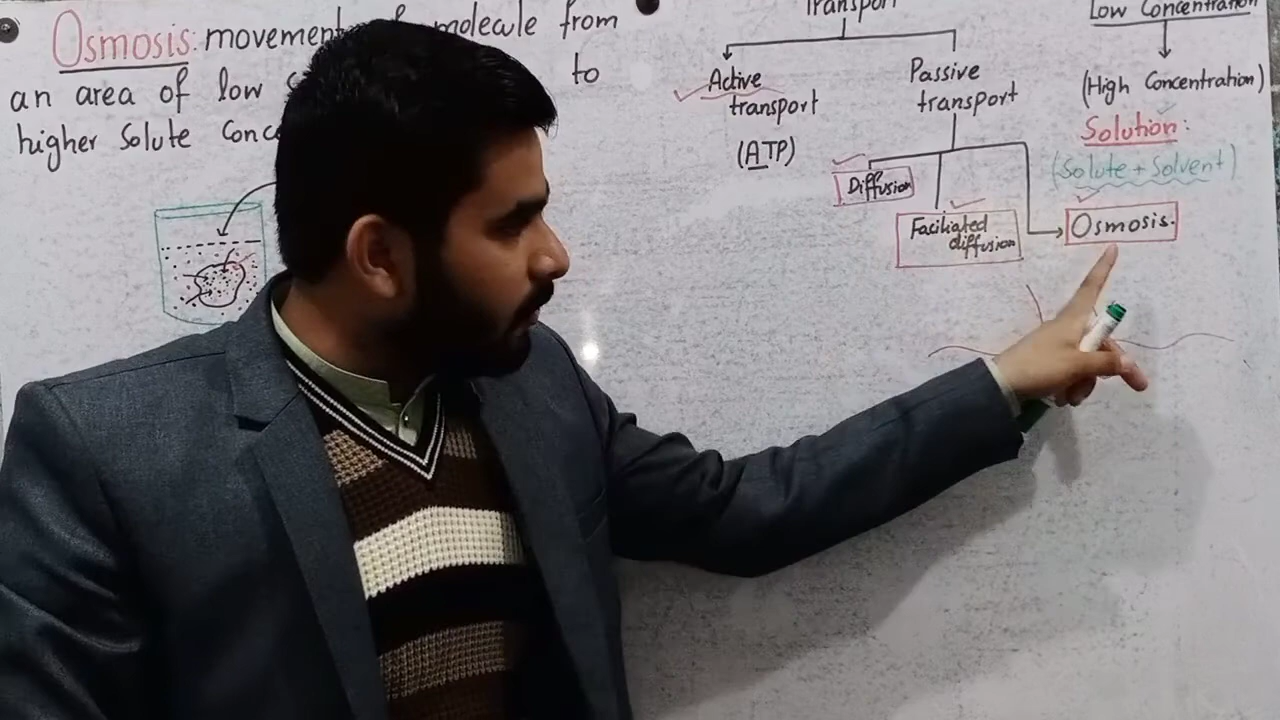 Osmosis: movement molecule from
an area of low to
higher Solute
Transport
Active
transport
(ATP)
Passive
transport
Diffusion
Faciliated
diffusion
Osmosis.
Low Concentration
(High Concentration)
Solution:
(Solute + Solvent)